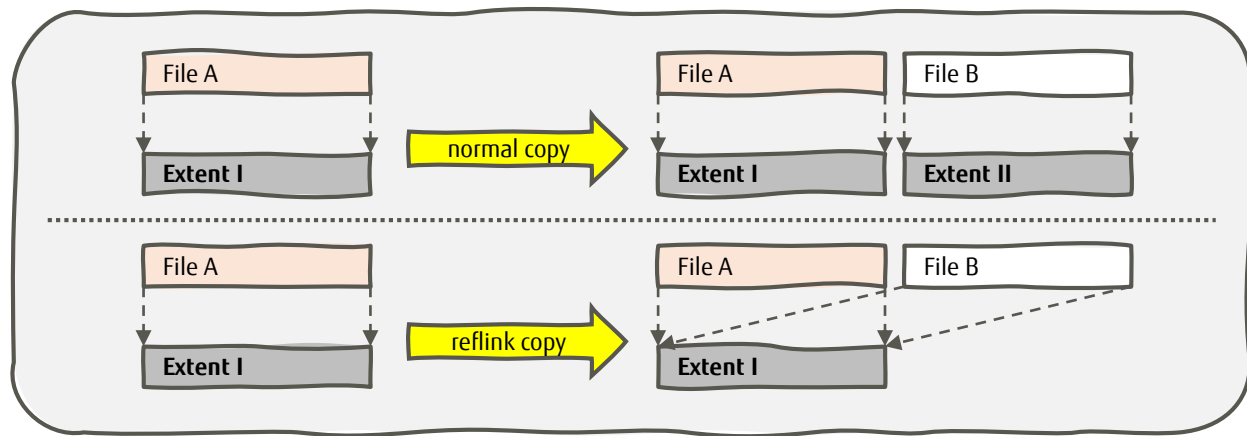 File A
File A
File B
normal copy
Extent I
Extent I
Extent II
File A
File A
File B
reflink copy
Extent I
Extent I